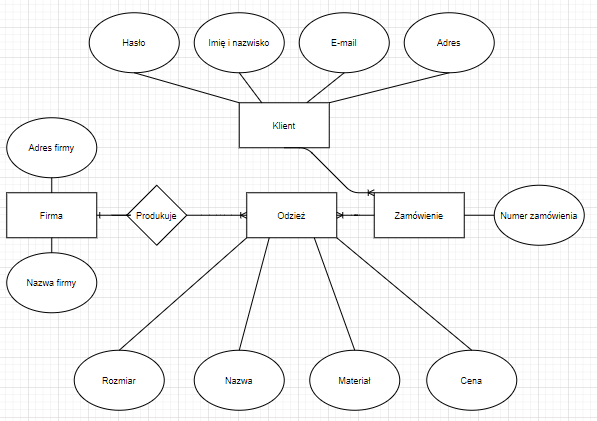 Hasło
Imię i nazwisko
E-mail
Adres
Klient
Adres firmy
Firma
Produkuje
Odzież
Zamówienie
Numer zamówienia
Nazwa firmy
Rozmiar
Nazwa
Materiał
Cena